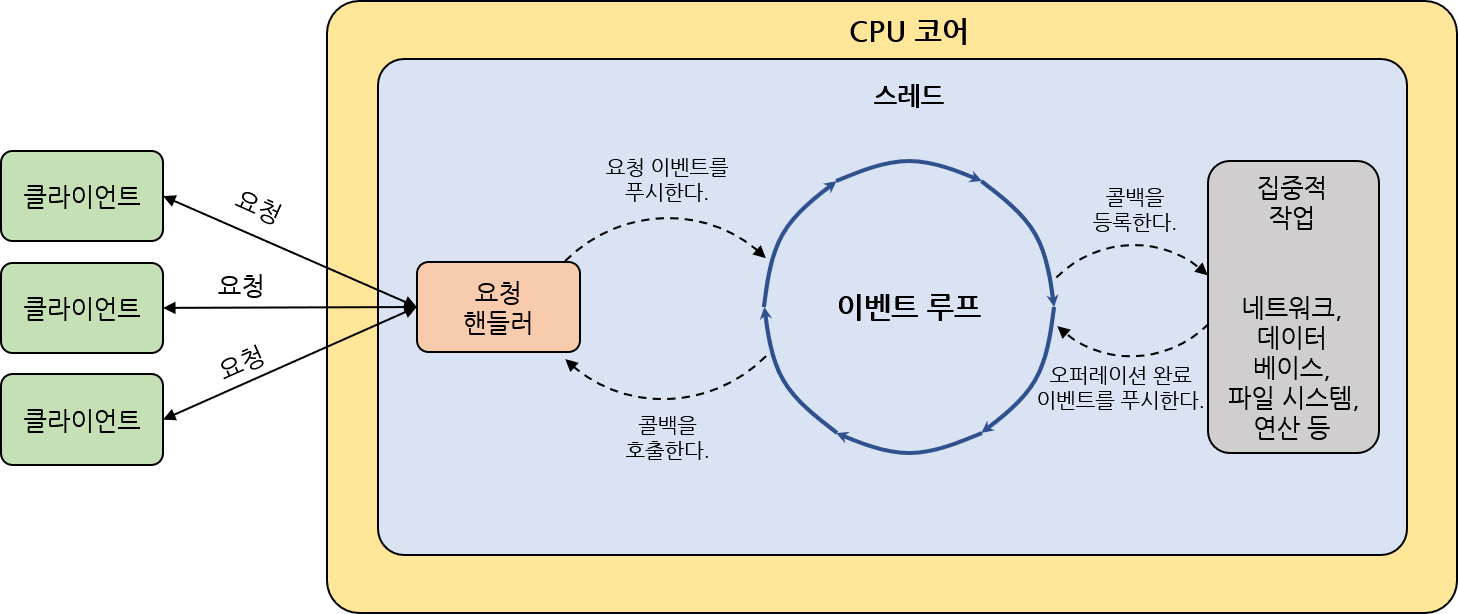 CPU 코어
스레드
클라이언트
클라이언트
클라이언트
요청
요청
요청
요청
핸들러
요청 이벤트를
푸시한다.
콜백을
호출한다.
이벤트 루프
콜백을
등록한다.
오퍼레이션 완료
이벤트를 푸시한다.
집중적
작업
네트워크,
데이터
베이스,
파일 시스템,
연산 등